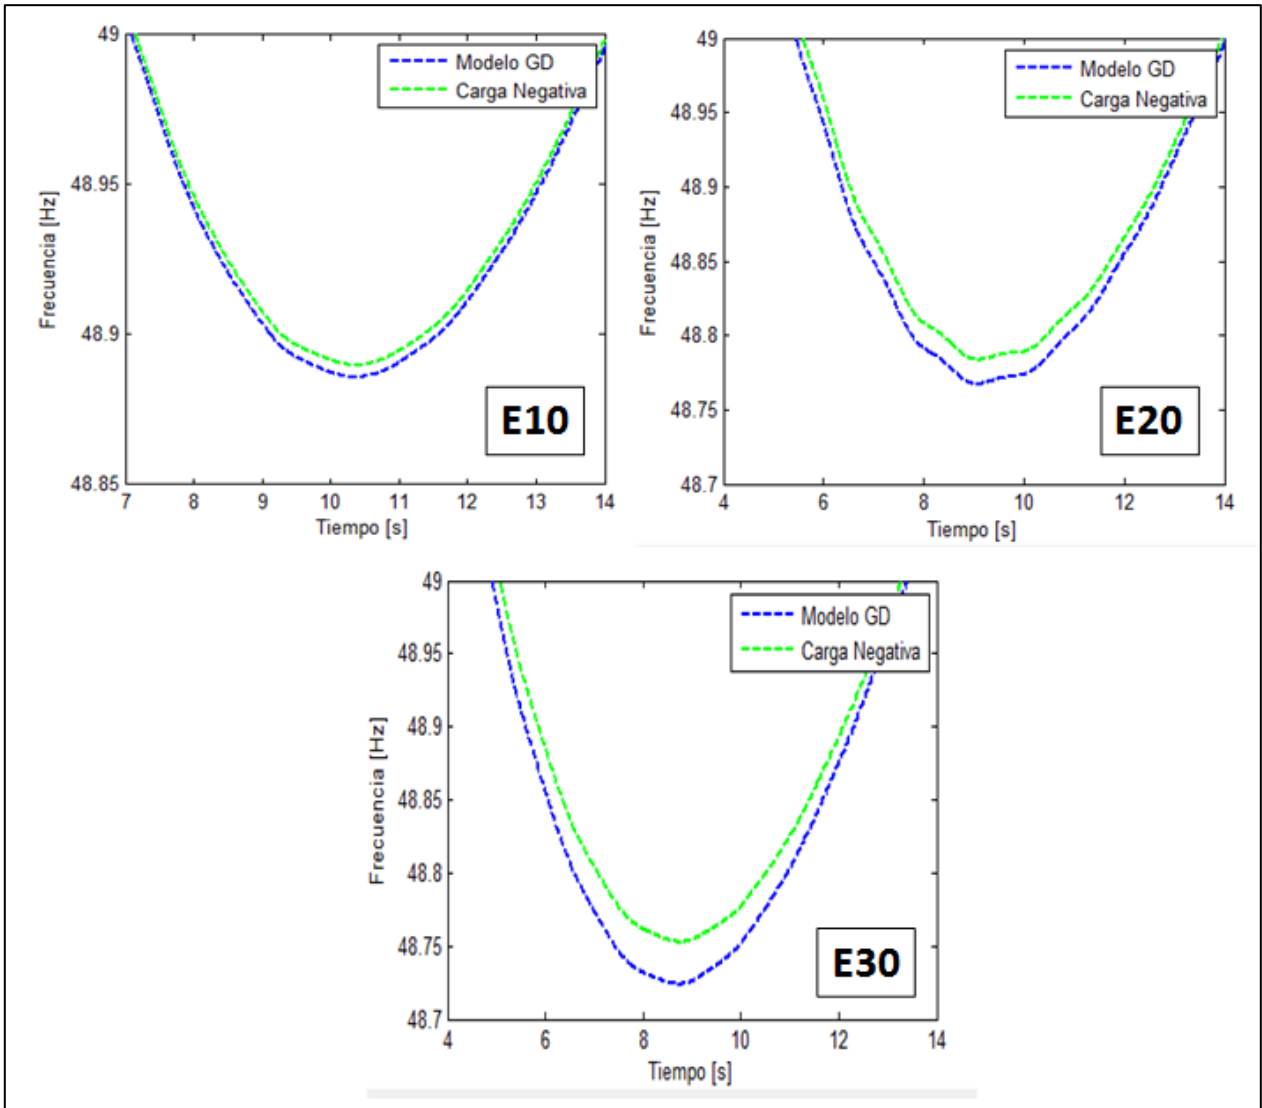 49
48.95
48.9
48.85
Frecuencia [Hz]
Modelo GD
Carga Negativa
E10
7 8 9 10 11 12 13 14
Tiempo [s]
49
48.95
48.9
48.85
48.8
48.75
48.7
Frecuencia [Hz]
Modelo GD
Carga Negativa
E20
4 6 8 10 12 14
Tiempo [s]
49
48.95
48.9
48.85
48.8
48.75
48.7
Frecuencia [Hz]
Modelo GD
Carga Negativa
E30
4 6 8 10 12 14
Tiempo [s]